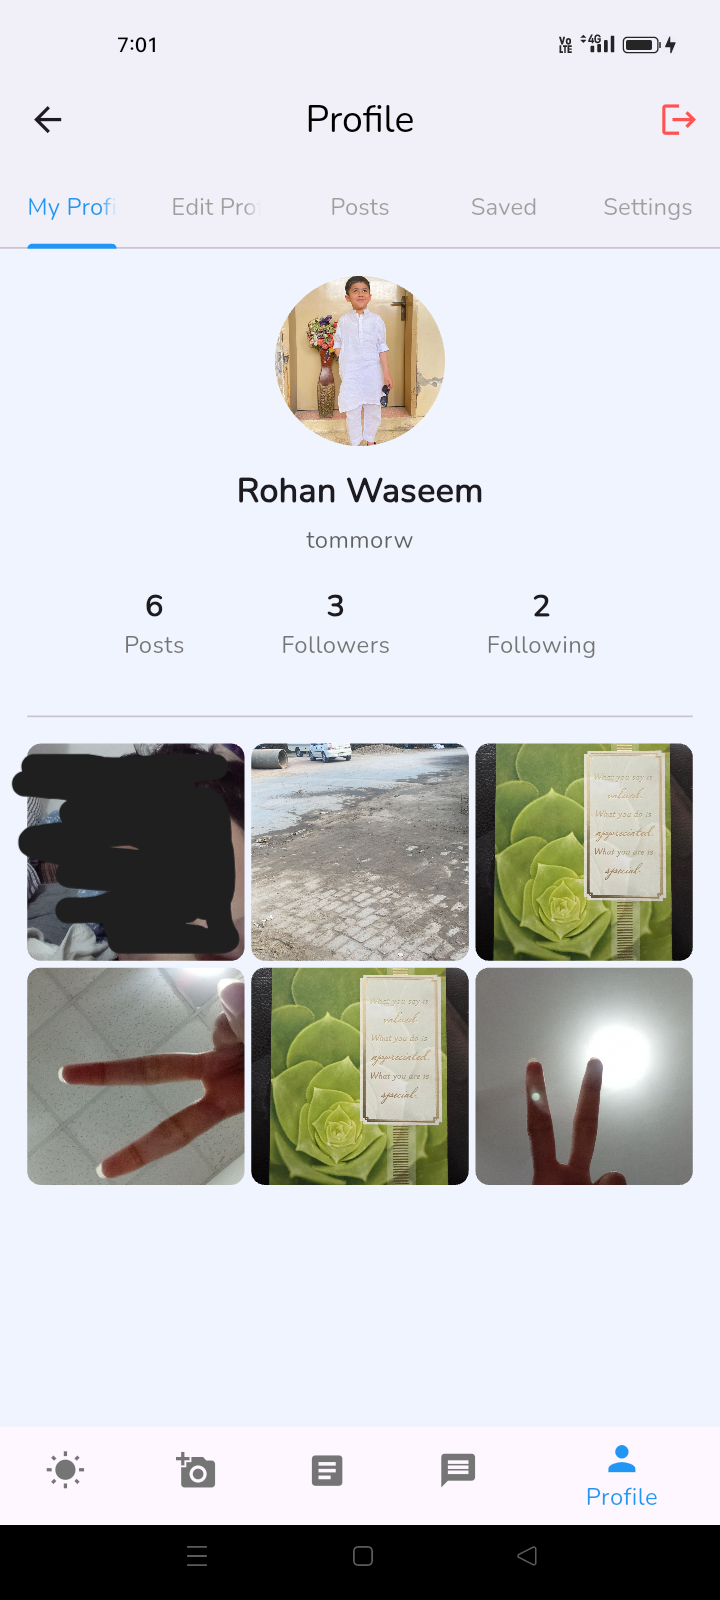 7:01
Vo LTE 4G
Profile
My Profi
Edit Pro
Posts
Saved
Settings
Rohan Waseem
tommorw
6
3
2
Posts
Followers
Following
What you say is
valued.
What you do is
appreciated.
What you are is
special.
What you say is
valued.
What you do is
appreciated.
What you are is
special.
Profile